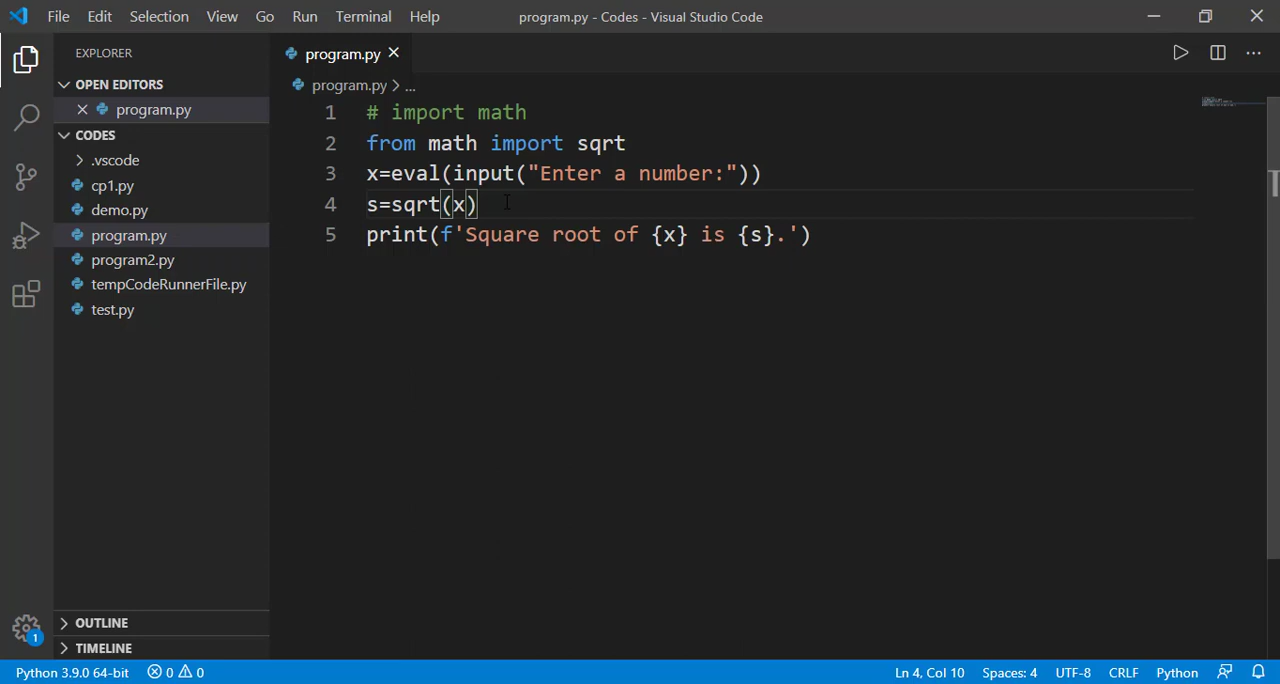 File Edit Selection View Go Run Terminal Help program.py - Codes - Visual Studio Code
EXPLORER
OPEN EDITORS
program.py
CODES
.vscode
cp1.py
demo.py
program.py
program2.py
tempCodeRunnerFile.py
test.py
OUTLINE
TIMELINE
program.py
program.py > ...
1 # import math
2 from math import sqrt
3 x=eval(input("Enter a number:"))
4 s=sqrt(x)
5 print(f'Square root of {x} is {s}.')
1
Python 3.9.0 64-bit 0 0 Ln 4, Col 10 Spaces: 4 UTF-8 CRLF Python